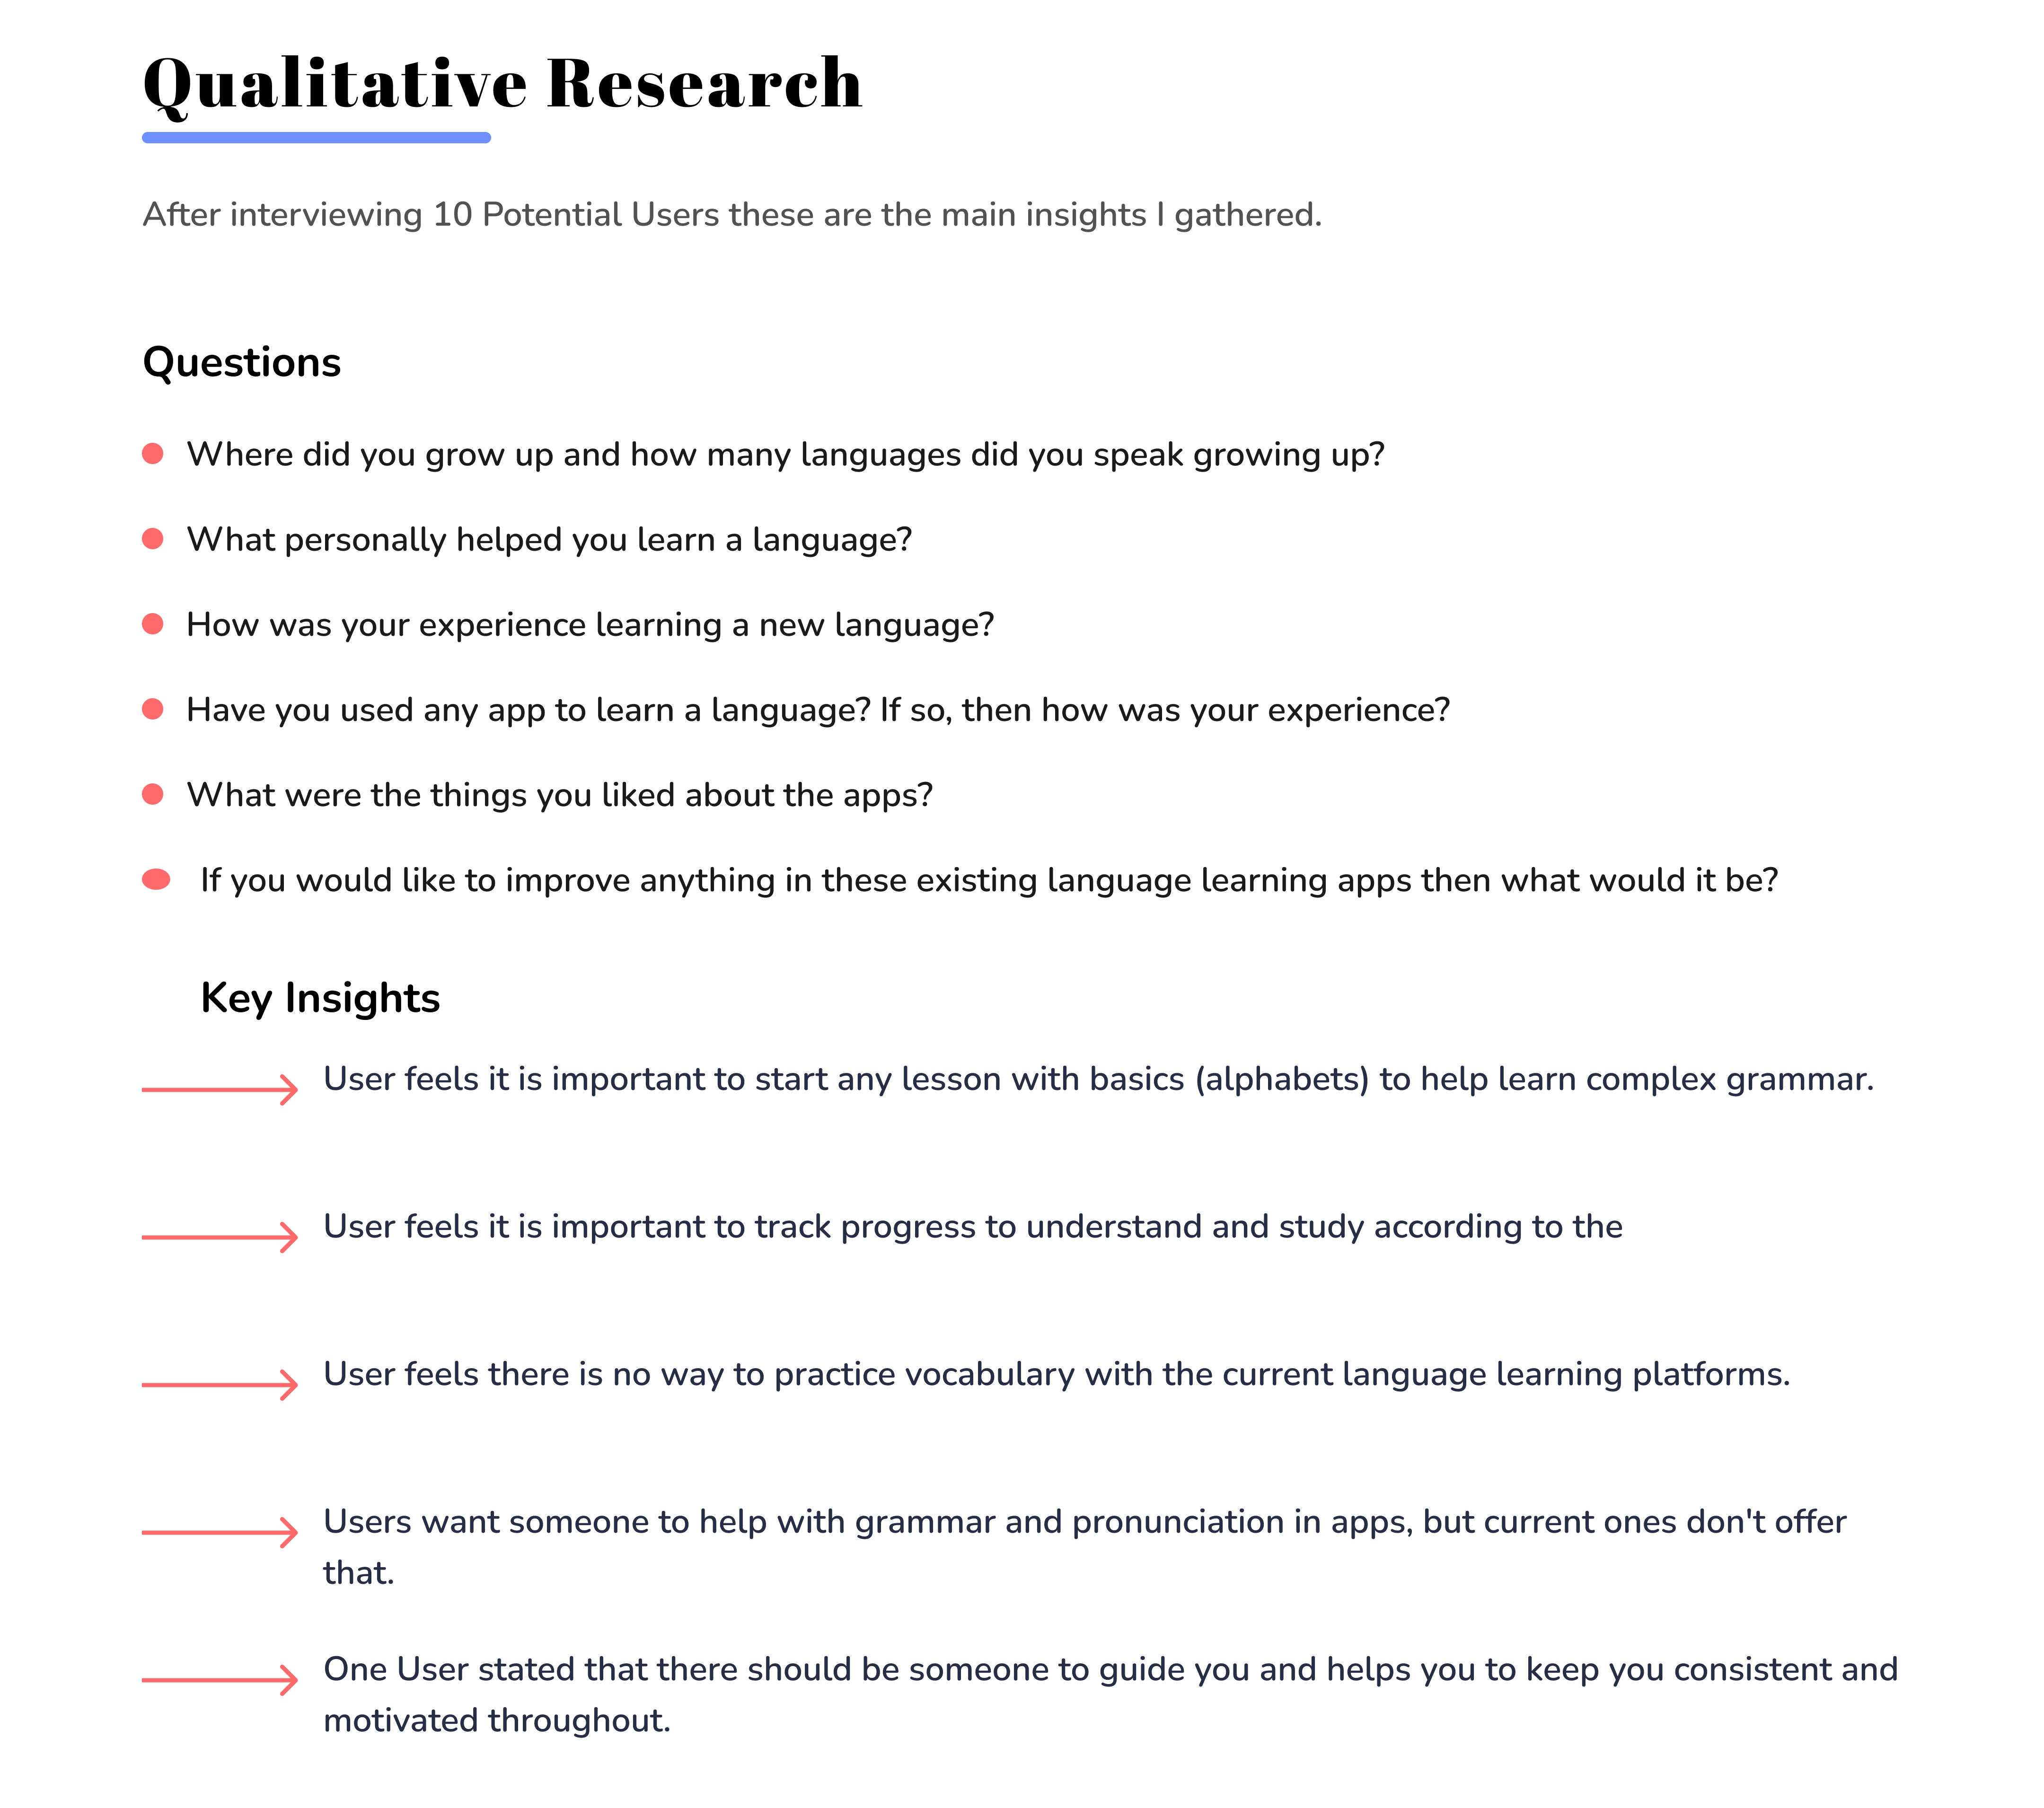 Qualitative Research
After interviewing 10 Potential Users these are the main insights I gathered.
Questions
Where did you grow up and how many languages did you speak growing up?
What personally helped you learn a language?
How was your experience learning a new language?
Have you used any app to learn a language? If so, then how was your experience?
What were the things you liked about the apps?
If you would like to improve anything in these existing language learning apps then what would it be?
Key Insights
User feels it is important to start any lesson with basics (alphabets) to help learn complex grammar.
User feels it is important to track progress to understand and study according to the
User feels there is no way to practice vocabulary with the current language learning platforms.
Users want someone to help with grammar and pronunciation in apps, but current ones don't offer
that.
One User stated that there should be someone to guide you and helps you to keep you consistent and
motivated throughout.